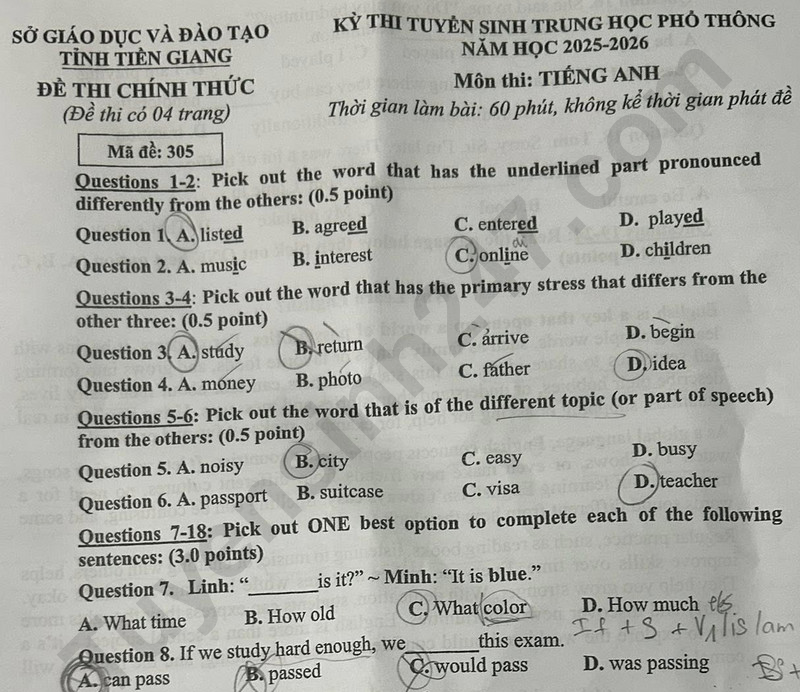 SỞ GIÁO DỤC VÀ ĐÀO TẠO
TỈNH TIỀN GIANG
ĐỀ THI CHÍNH THỨC
(Đề thi có 04 trang)
KỲ THI TUYỂN SINH TRUNG HỌC PHỔ THÔNG
NĂM HỌC 2025-2026
Môn thi: TIẾNG ANH
Thời gian làm bài: 60 phút, không kể thời gian phát đề
Mã đề: 305
Questions 1-2: Pick out the word that has the underlined part pronounced
differently from the others: (0.5 point)
Question 1. A. listed B. agreed C. entered D. played
Question 2. A. music B. interest C. online D. children
ai
Questions 3-4: Pick out the word that has the primary stress that differs from the
other three: (0.5 point)
Question 3. A. study B. return C. arrive D. begin
Question 4. A. money B. photo C. father D. idea
Questions 5-6: Pick out the word that is of the different topic (or part of speech)
from the others: (0.5 point)
Question 5. A. noisy B. city C. easy D. busy
Question 6. A. passport B. suitcase C. visa D. teacher
Questions 7-18: Pick out ONE best option to complete each of the following
sentences: (3.0 points)
Question 7. Linh: “_______ is it?” ~ Minh: “It is blue.”
A. What time B. How old C. What color D. How much
If + S + V1/is/am
Question 8. If we study hard enough, we _______ this exam.
A. can pass B. passed C. would pass D. was passing
Tuyensinh247.com